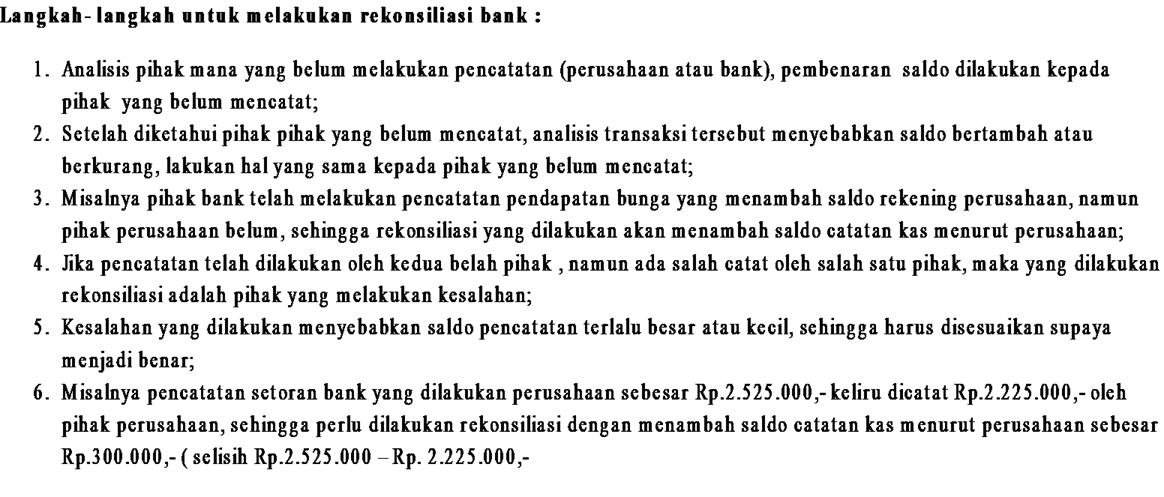 Langkah- langkah untuk melakukan rekonsiliasi bank :
1. Analisis pihak mana yang belum melakukan pencatatan (perusahaan atau bank), pembenaran saldo dilakukan kepada
pihak yang belum mencatat;
2. Setelah diketahui pihak pihak yang belum mencatat, analisis transaksi tersebut menyebabkan saldo bertambah atau
berkurang, lakukan hal yang sama kepada pihak yang belum mencatat;
3. Misalnya pihak bank telah melakukan pencatatan pendapatan bunga yang menambah saldo rekening perusahaan, namun
pihak perusahaan belum, sehingga rekonsiliasi yang dilakukan akan menambah saldo catatan kas menurut perusahaan;
4. Jika pencatatan telah dilakukan oleh kedua belah pihak , namun ada salah catat oleh salah satu pihak, maka yang dilakukan
rekonsiliasi adalah pihak yang melakukan kesalahan;
5. Kesalahan yang dilakukan menyebabkan saldo pencatatan terlalu besar atau kecil, sehingga harus disesuaikan supaya
menjadi benar;
6. Misalnya pencatatan setoran bank yang dilakukan perusahaan sebesar Rp.2.525.000,- keliru dicatat Rp.2.225.000,- oleh
pihak perusahaan, sehingga perlu dilakukan rekonsiliasi dengan menambah saldo catatan kas menurut perusahaan sebesar
Rp.300.000,- ( selisih Rp.2.525.000 – Rp. 2.225.000,-